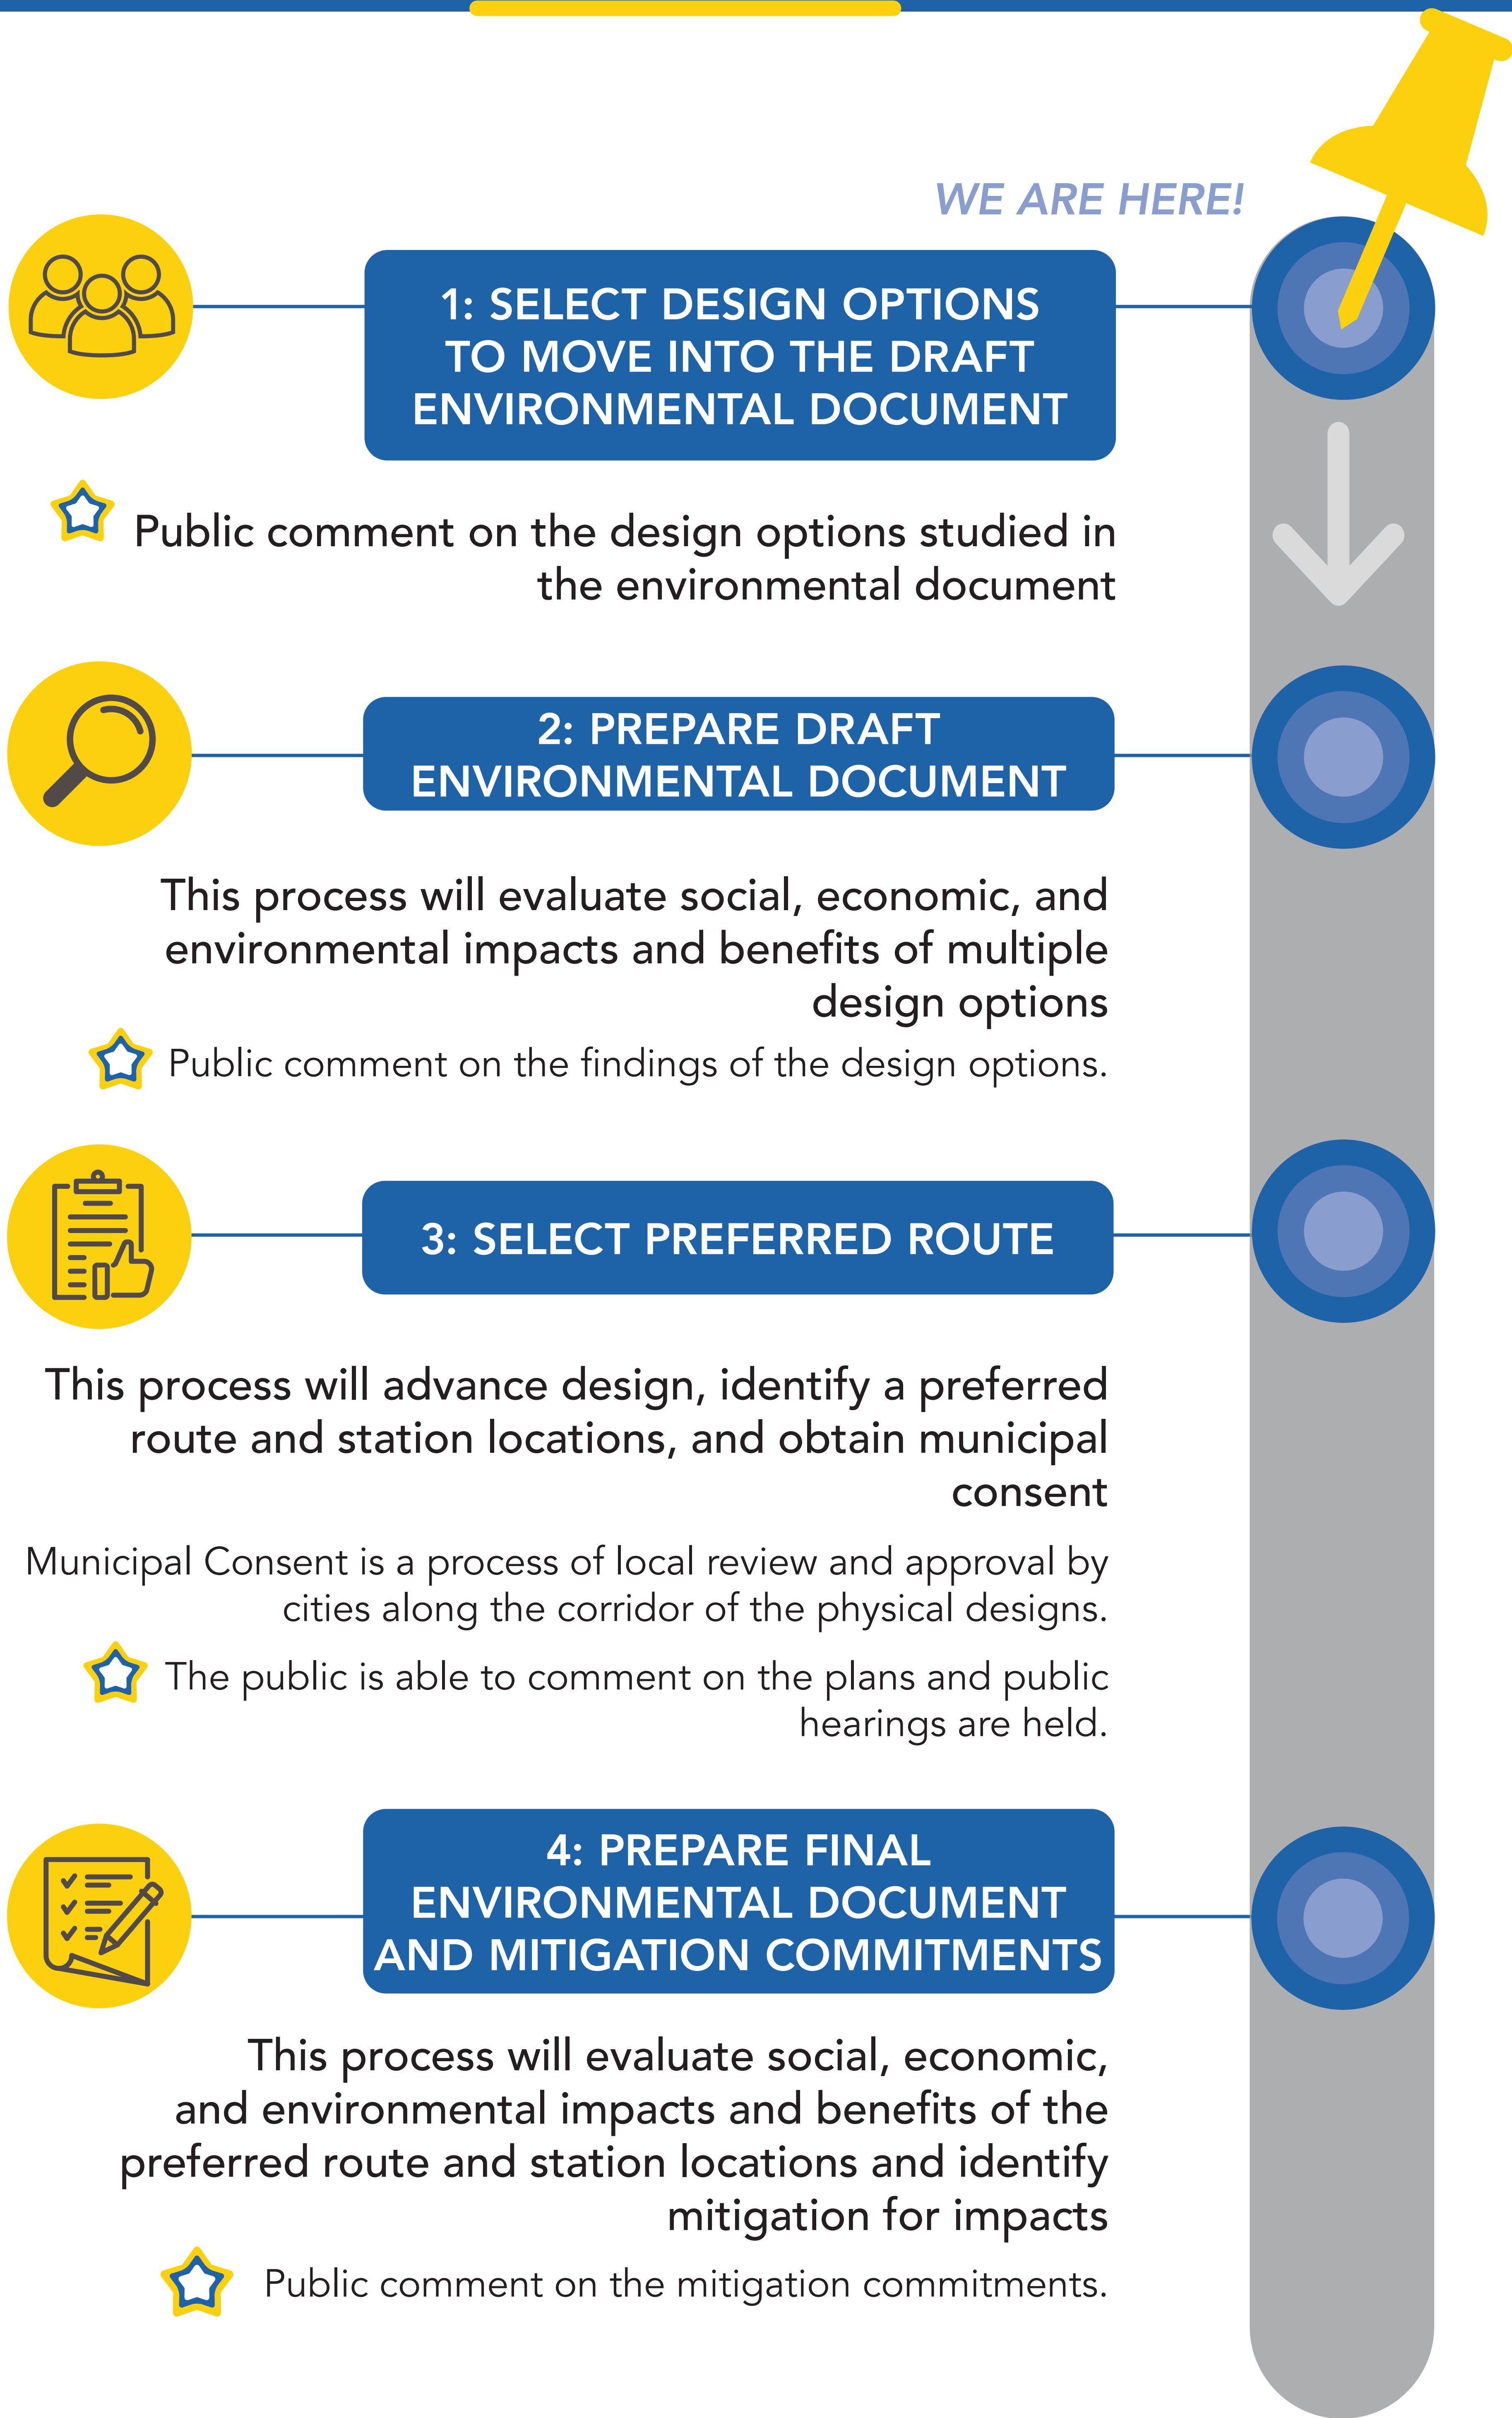 WE ARE HERE!
1: SELECT DESIGN OPTIONS
TO MOVE INTO THE DRAFT
ENVIRONMENTAL DOCUMENT
Public comment on the design options studied in
the environmental document
2: PREPARE DRAFT
ENVIRONMENTAL DOCUMENT
This process will evaluate social, economic, and
environmental impacts and benefits of multiple
design options
Public comment on the findings of the design options.
3: SELECT PREFERRED ROUTE
This process will advance design, identify a preferred
route and station locations, and obtain municipal
consent
Municipal Consent is a process of local review and approval by
cities along the corridor of the physical designs.
The public is able to comment on the plans and public
hearings are held.
4: PREPARE FINAL
ENVIRONMENTAL DOCUMENT
AND MITIGATION COMMITMENTS
This process will evaluate social, economic,
and environmental impacts and benefits of the
preferred route and station locations and identify
mitigation for impacts
Public comment on the mitigation commitments.